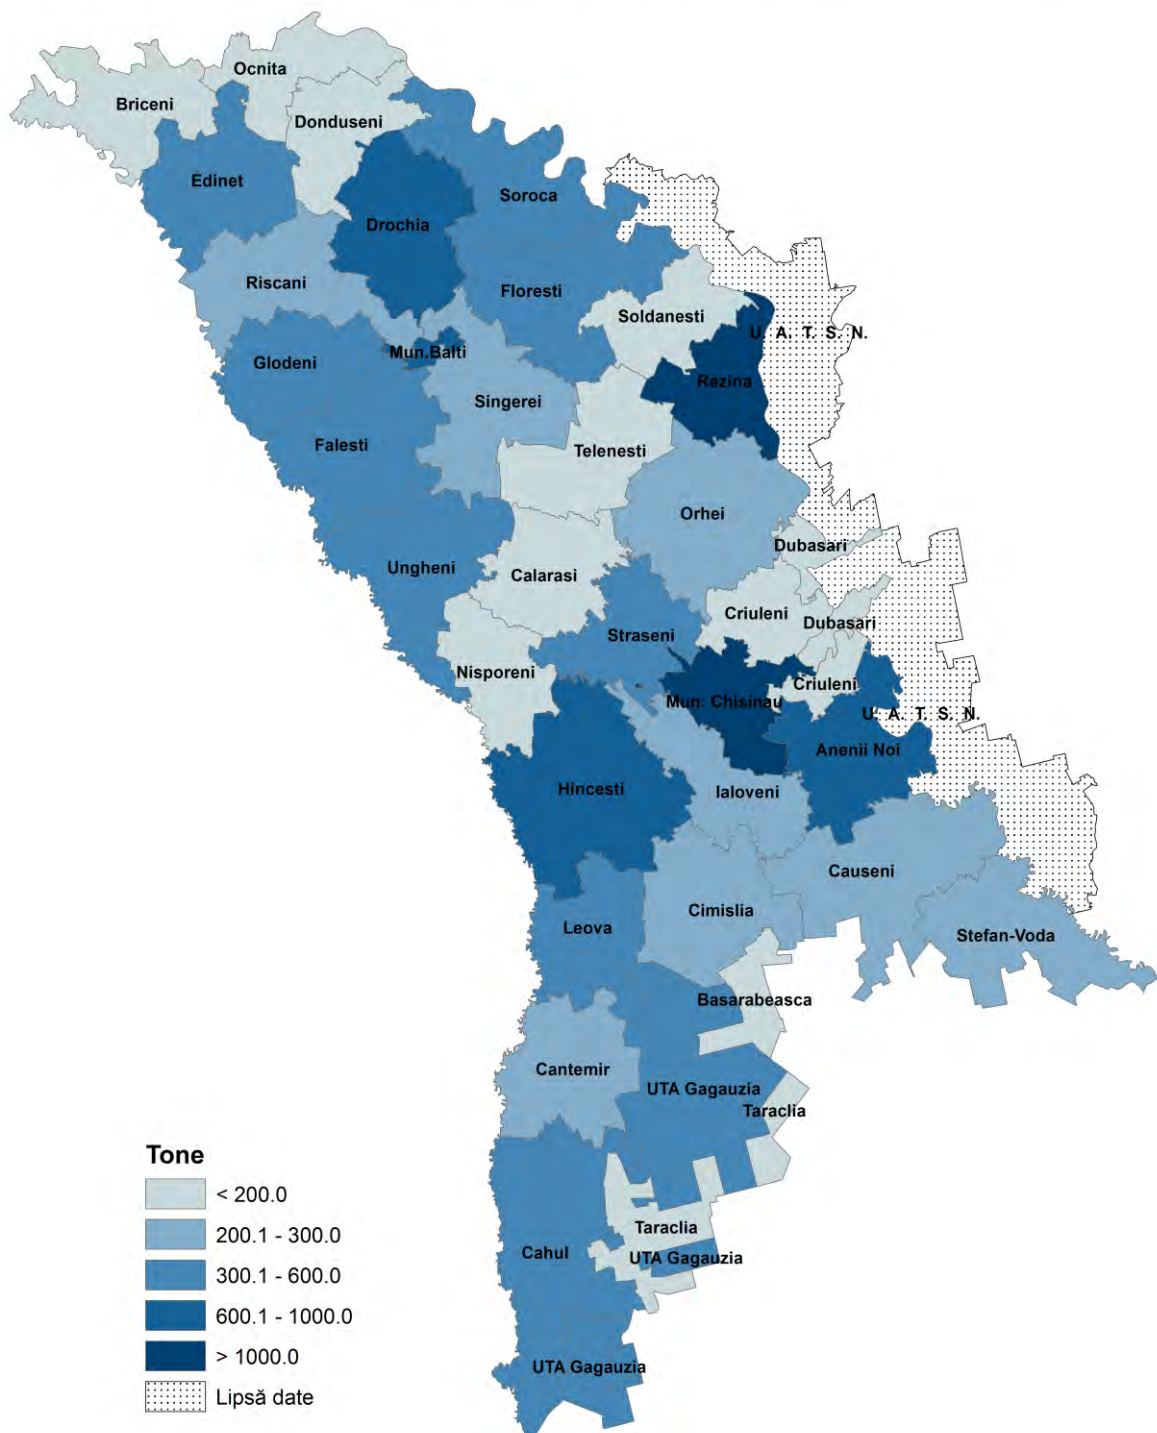 Ocnita
Briceni
Donduseni
Edinet
Soroca
Drochia
Riscani
Floresti
Soldanesti
U. A. T. S. N.
Mun.Balti
Glodeni
Rezina
Singerei
Falesti
Telenesti
Orhei
Dubasari
Ungheni
Calarasi
Criuleni
Dubasari
Straseni
Nisporeni
Criuleni
Mun. Chisinau
U. A. T. S. N.
Anenii Noi
Hincesti
Ialoveni
Causeni
Cimislia
Leova
Stefan-Voda
Basarabeasca
Cantemir
UTA Gagauzia
Taraclia
Taraclia
Cahul
UTA Gagauzia
UTA Gagauzia
Tone
< 200.0
200.1 - 300.0
300.1 - 600.0
600.1 - 1000.0
> 1000.0
Lipsă date